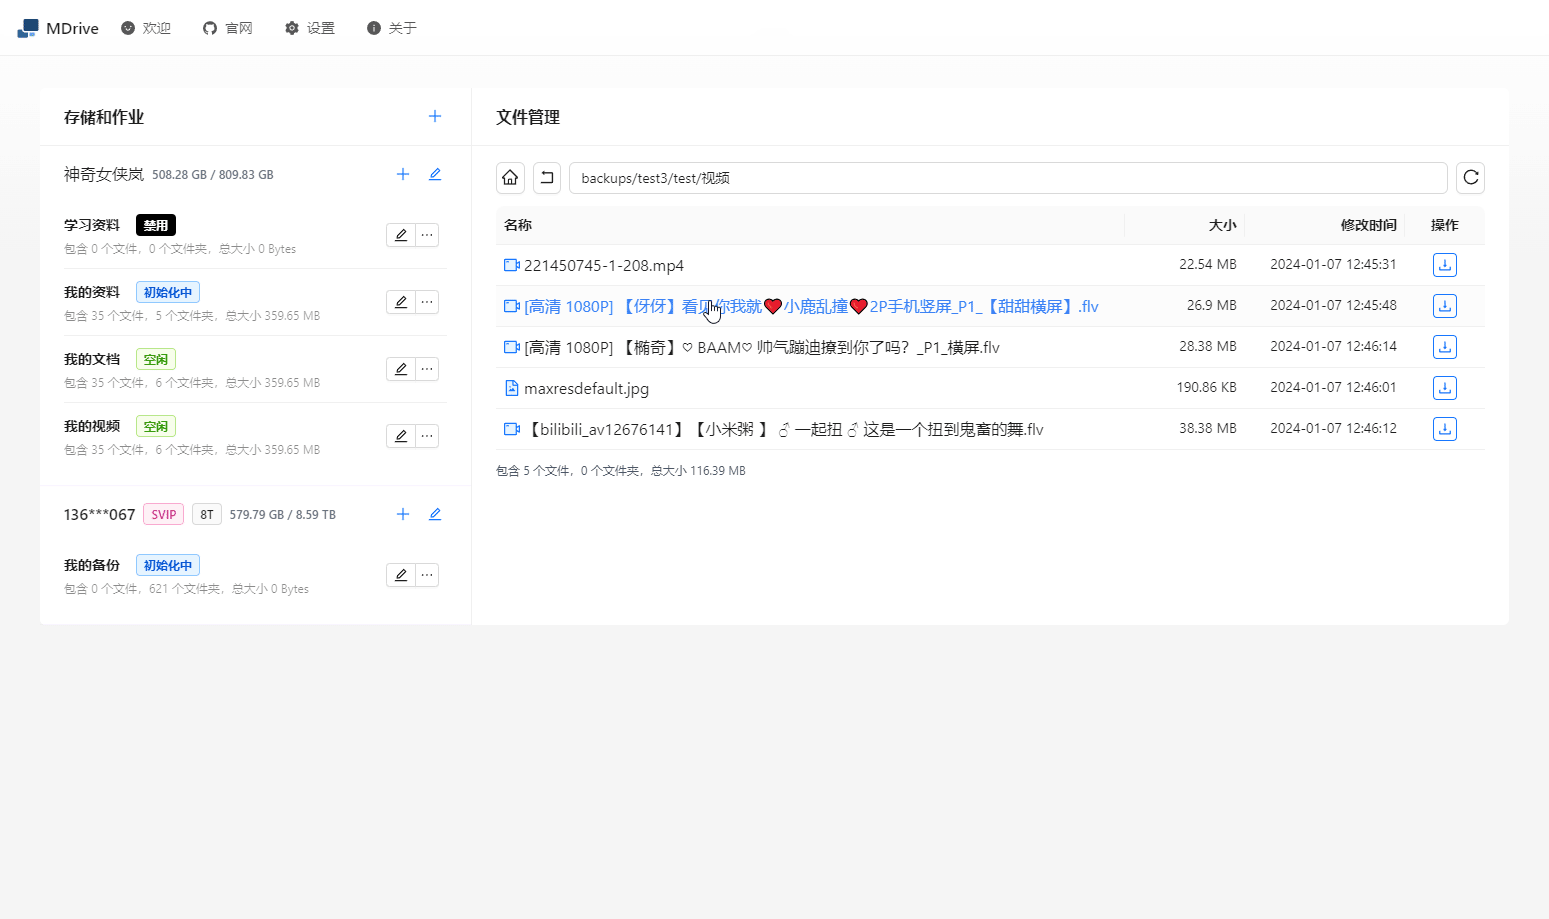 MDrive 欢迎 官网 设置 关于
存储和作业
神奇女侠岚 508.28 GB / 809.83 GB
学习资料 禁用
包含 0 个文件，0 个文件夹，总大小 0 Bytes
我的资料 初始化中
包含 35 个文件，5 个文件夹，总大小 359.65 MB
我的文档 空闲
包含 35 个文件，6 个文件夹，总大小 359.65 MB
我的视频 空闲
包含 35 个文件，6 个文件夹，总大小 359.65 MB
136***067 SVIP 8T 579.79 GB / 8.59 TB
我的备份 初始化中
包含 0 个文件，621 个文件夹，总大小 0 Bytes
文件管理
backups/test3/test/视频
名称 大小 修改时间 操作
221450745-1-208.mp4 22.54 MB 2024-01-07 12:45:31
[高清 1080P] 【伢伢】看见你我就❤小鹿乱撞❤2P手机竖屏_P1_【甜甜横屏】.flv 26.9 MB 2024-01-07 12:45:48
[高清 1080P] 【椭奇】♡ BAAM♡ 帅气蹦迪撩到你了吗？_P1_横屏.flv 28.38 MB 2024-01-07 12:46:14
maxresdefault.jpg 190.86 KB 2024-01-07 12:46:01
【bilibili_av12676141】【小米粥 】♂一起扭♂这是一个扭到鬼畜的舞.flv 38.38 MB 2024-01-07 12:46:12
包含 5 个文件，0 个文件夹，总大小 116.39 MB